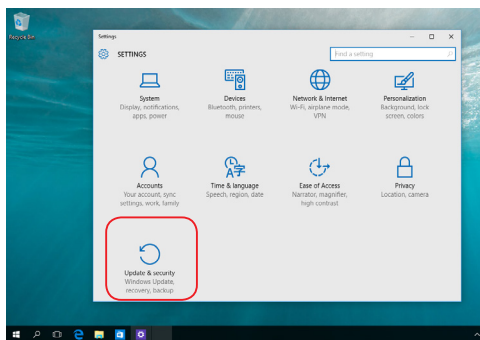 Recycle Bin
Settings
SETTINGS
Find a setting
System
Display, notifications,
apps, power
Devices
Bluetooth, printers,
mouse
Network & Internet
Wi-Fi, airplane mode,
VPN
Personalization
Background, lock
screen, colors
Accounts
Your account, sync
settings, work, family
Time & language
Speech, region, date
Ease of Access
Narrator, magnifier,
high contrast
Privacy
Location, camera
Update & security
Windows Update,
recovery, backup